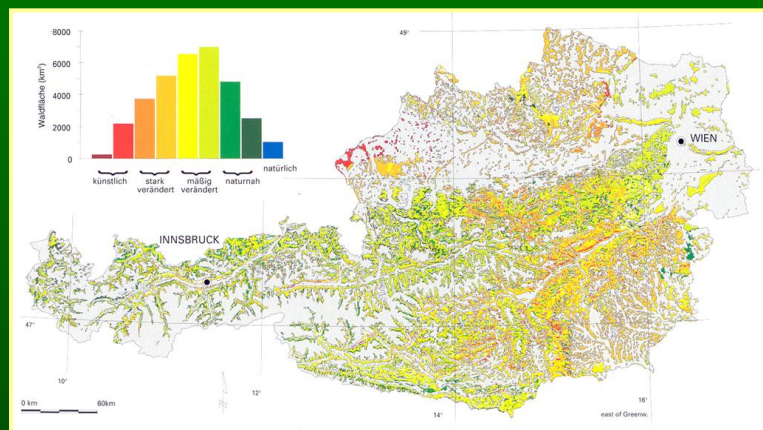 8000
6000
4000
2000
0
Waldfläche (km²)
künstlich
stark
verändert
mäßig
verändert
naturnah
natürlich
49°
WIEN
INNSBRUCK
47°
10°
12°
14°
16°
0 km 60km
east of Greenw.